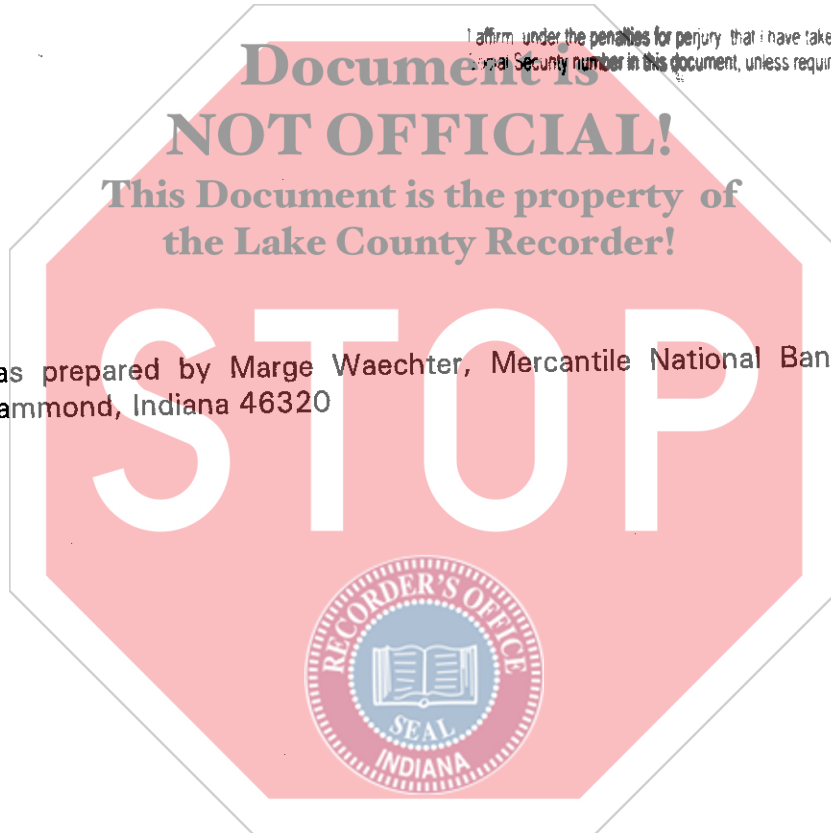 I affirm, under the penalties for perjury, that i have take
Social Security number in this document, unless requir
Document is
NOT OFFICIAL!
This Document is the property of
the Lake County Recorder!
STOP
as prepared by Marge Waechter, Mercantile National Ban
ammond, Indiana 46320
RECORDER'S OFFICE
SEAL
INDIANA